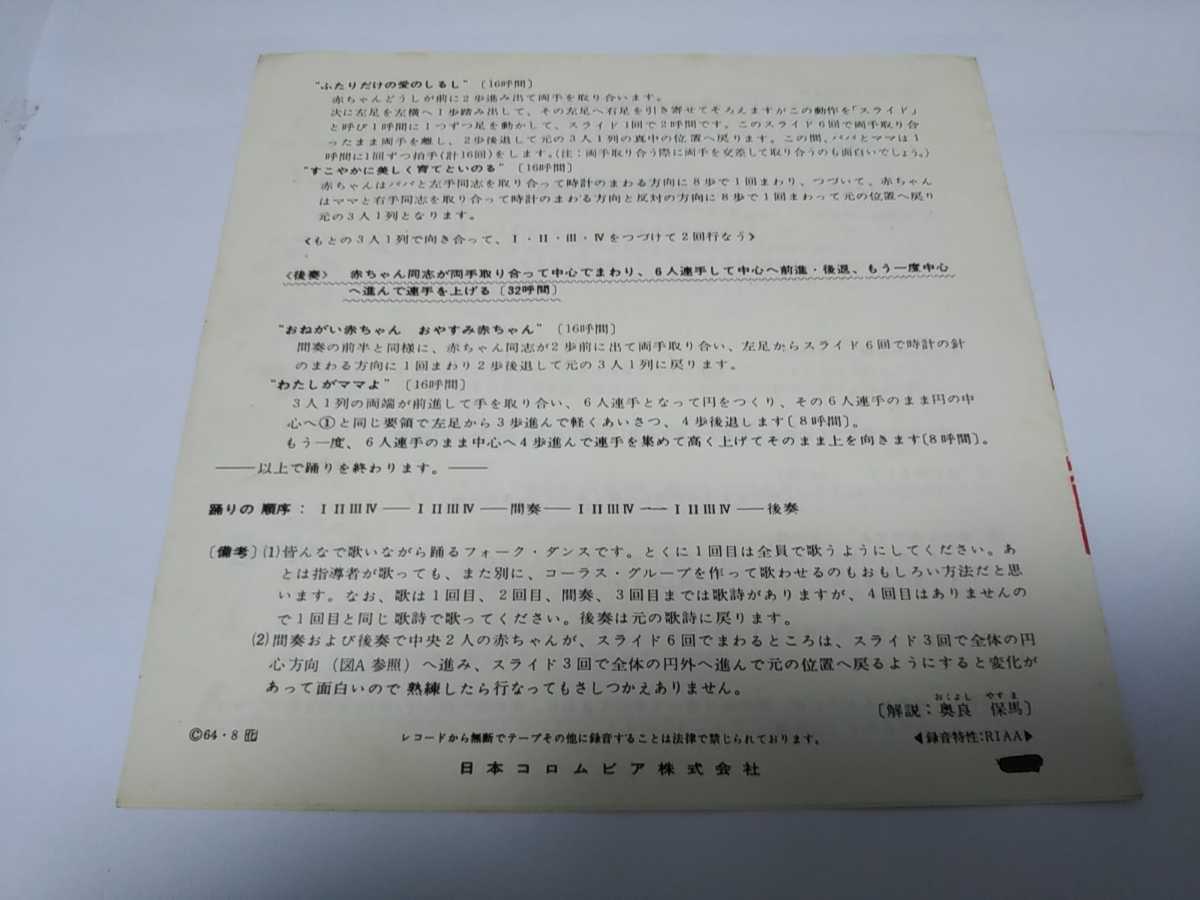 “ふたりだけの愛のしるし”〔16呼間〕
赤ちゃんどうしが前に2歩進み出て両手を取り合います。
次に左足を左横へ1歩踏み出して、その左足へ右足を引き寄せてそろえますがこの動作を「スライド」
と呼び1呼間に1つずつ足を動かして、スライド1回で2呼間です。このスライド6回で両手取り合
ったまま両手を離し、2歩後退して元の3人1列の真中の位置へ戻ります。この間、パパとママは1
呼間に1回ずつ拍手(計16回)をします。(注：両手取り合う際に両手を交差して取り合うのも面白いでしょう。)
“すこやかに美しく育てといのる”〔16呼間〕
赤ちゃんはパパと左手同志を取り合って時計のまわる方向に8歩で1回まわり、つづいて、赤ちゃん
はママと右手同志を取り合って時計のまわる方向と反対の方向に8歩で1回まわって元の位置へ戻り
元の3人1列となります。
〈もとの3人1列で向き合って、Ⅰ・Ⅱ・Ⅲ・Ⅳをつづけて2回行なう〉
〈後奏〉 赤ちゃん同志が両手取り合って中心でまわり、6人連手して中心へ前進・後退、もう一度中心
へ進んで連手を上げる〔32呼間〕
“おねがい赤ちゃん おやすみ赤ちゃん”〔16呼間〕
間奏の前半と同様に、赤ちゃん同志が2歩前に出て両手取り合い、左足からスライド6回で時計の針
のまわる方向に1回まわり2歩後退して元の3人1列に戻ります。
“わたしがママよ”〔16呼間〕
3人1列の両端が前進して手を取り合い、6人連手となって円をつくり、その6人連手のまま円の中
心へ①と同じ要領で左足から3歩進んで軽くあいさつ、4歩後退します〔8呼間〕。
もう一度、6人連手のまま中心へ4歩進んで連手を集めて高く上げてそのまま上を向きます〔8呼間〕。
――以上で踊りを終わります。――
踊りの順序：ⅠⅡⅢⅣ――ⅠⅡⅢⅣ――間奏――ⅠⅡⅢⅣ――ⅠⅡⅢⅣ――後奏
〔備考〕(1)皆んなで歌いながら踊るフォーク・ダンスです。とくに1回目は全員で歌うようにしてください。あ
とは指導者が歌っても、また別に、コーラス・グループを作って歌わせるのもおもしろい方法だと思
います。なお、歌は1回目、2回目、間奏、3回目までは歌詩がありますが、4回目はありませんの
で1回目と同じ歌詩で歌ってください。後奏は元の歌詩に戻ります。
(2)間奏および後奏で中央2人の赤ちゃんが、スライド6回でまわるところは、スライド3回で全体の円
心方向(図A参照)へ進み、スライド3回で全体の円外へ進んで元の位置へ戻るようにすると変化が
あって面白いので熟練したら行なってもさしつかえありません。
〔解説：奥良 保馬〕
おくよし やすま
Ⓒ64・8
レコードから無断でテープその他に録音することは法律で禁じられております。
◀録音特性：RIAA▶
日本コロムビア株式会社